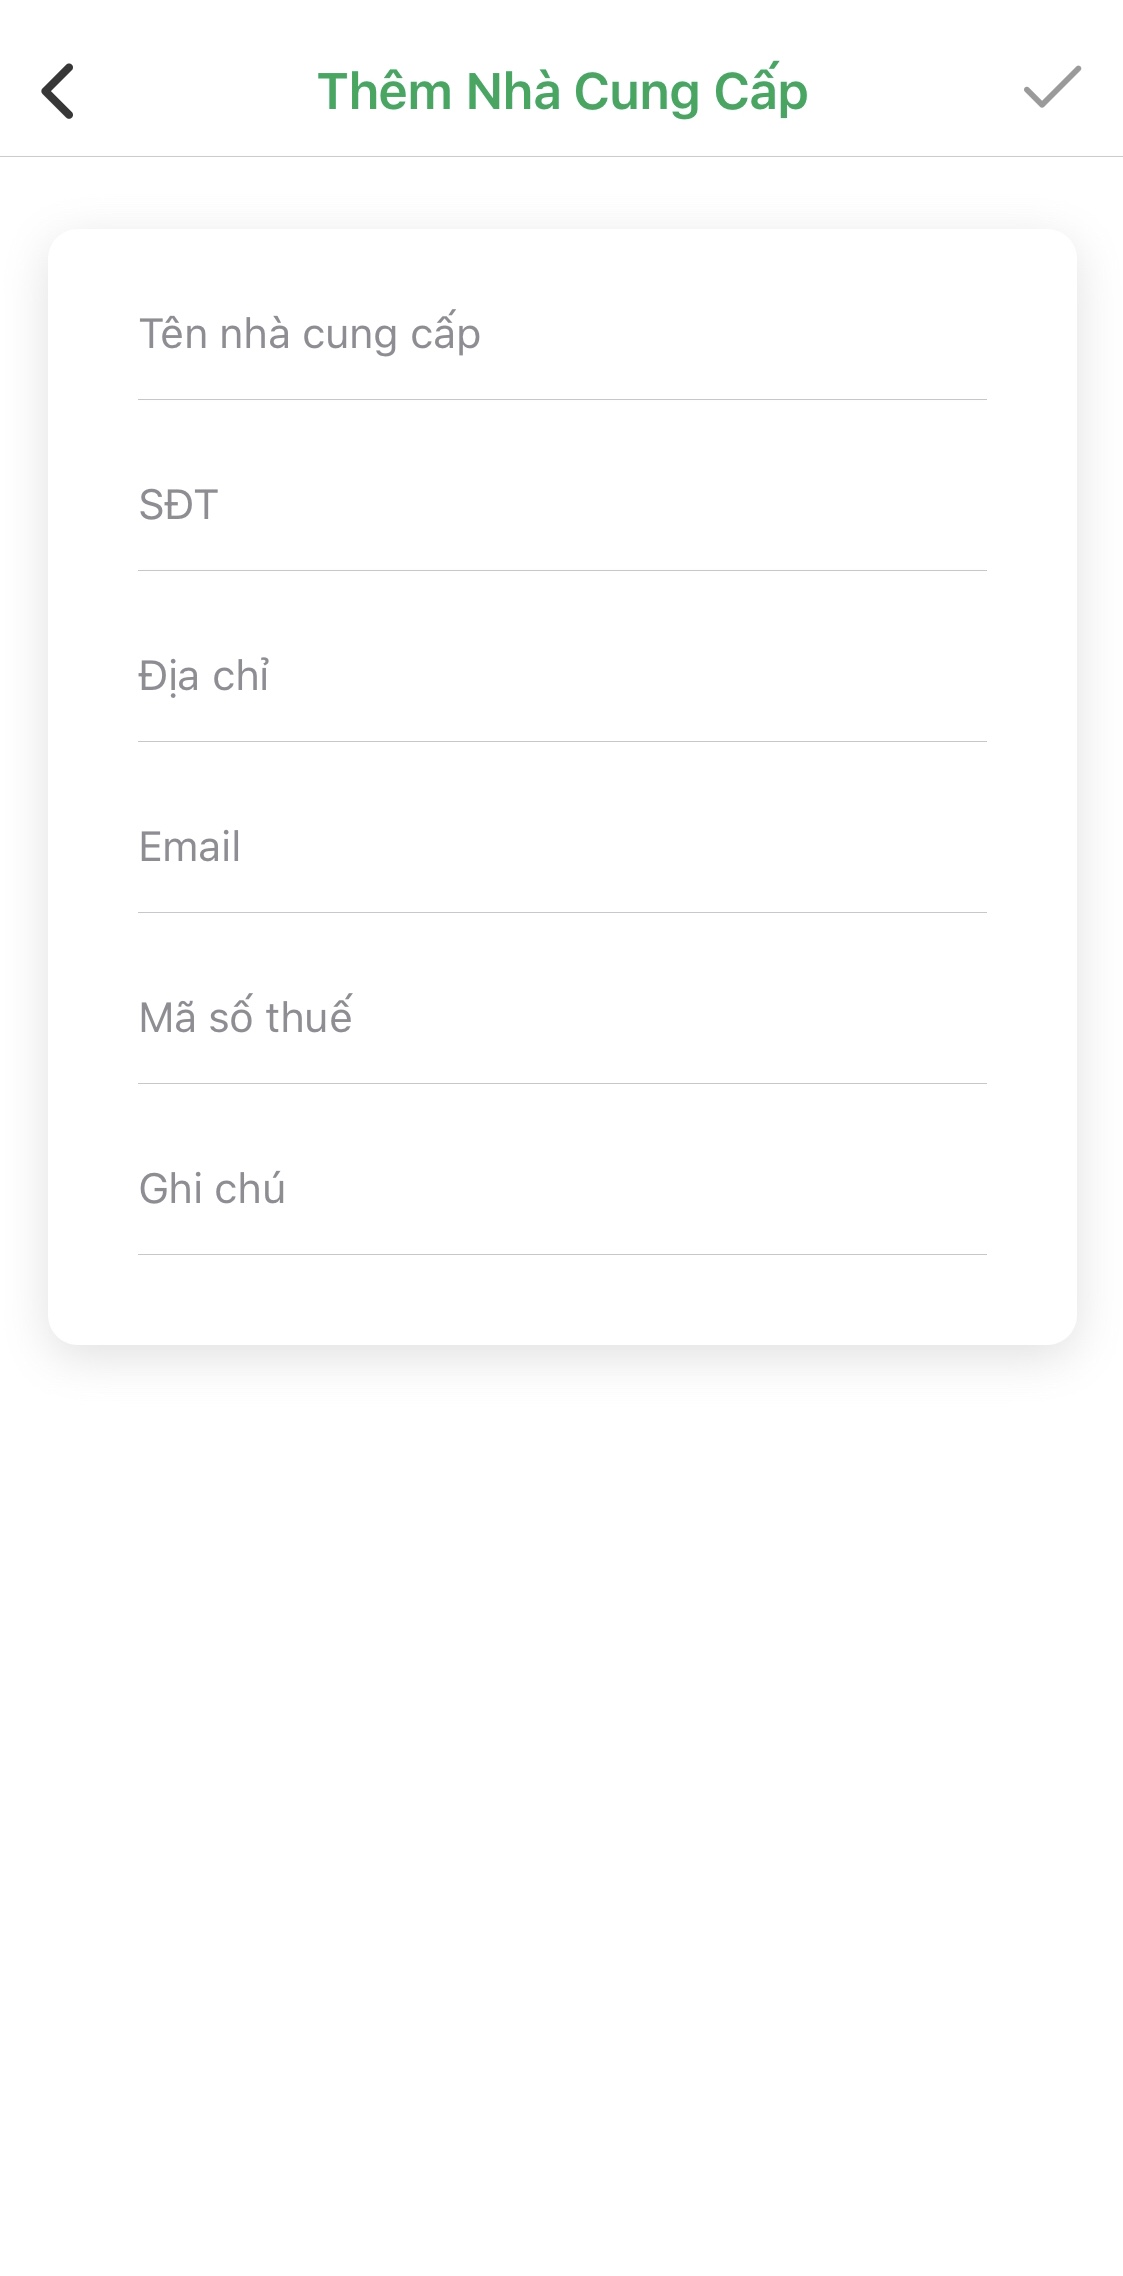 Thêm Nhà Cung Cấp
Tên nhà cung cấp
SĐT
Địa chỉ
Email
Mã số thuế
Ghi chú